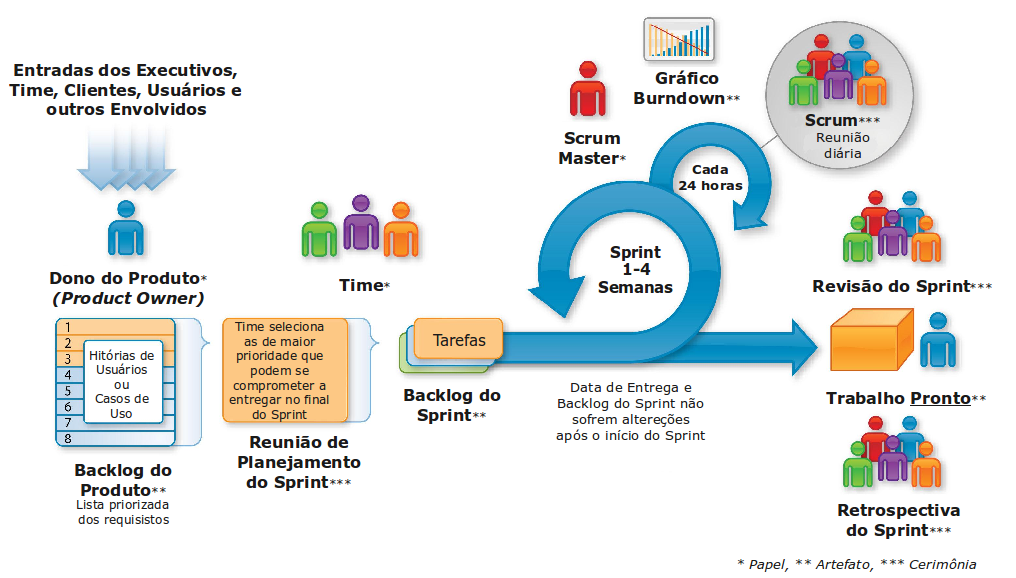 Entradas dos Executivos,
Time, Clientes, Usuários e
outros Envolvidos
Dono do Produto*
(Product Owner)
1
2
3
4
5
6
7
8
Hitórias de
Usuários
ou
Casos de
Uso
Backlog do
Produto**
Lista priorizada
dos requisistos
Time*
Time seleciona
as de maior
prioridade que
podem se
comprometer a
entregar no final
do Sprint
Reunião de
Planejamento
do Sprint***
Tarefas
Backlog do
Sprint**
Scrum
Master*
Gráfico
Burndown**
Cada
24 horas
Sprint
1-4
Semanas
Data de Entrega e
Backlog do Sprint não
sofrem altereções
após o início do Sprint
Scrum***
Reunião
diária
Revisão do Sprint***
Trabalho Pronto**
Retrospectiva
do Sprint***
* Papel, ** Artefato, *** Cerimônia